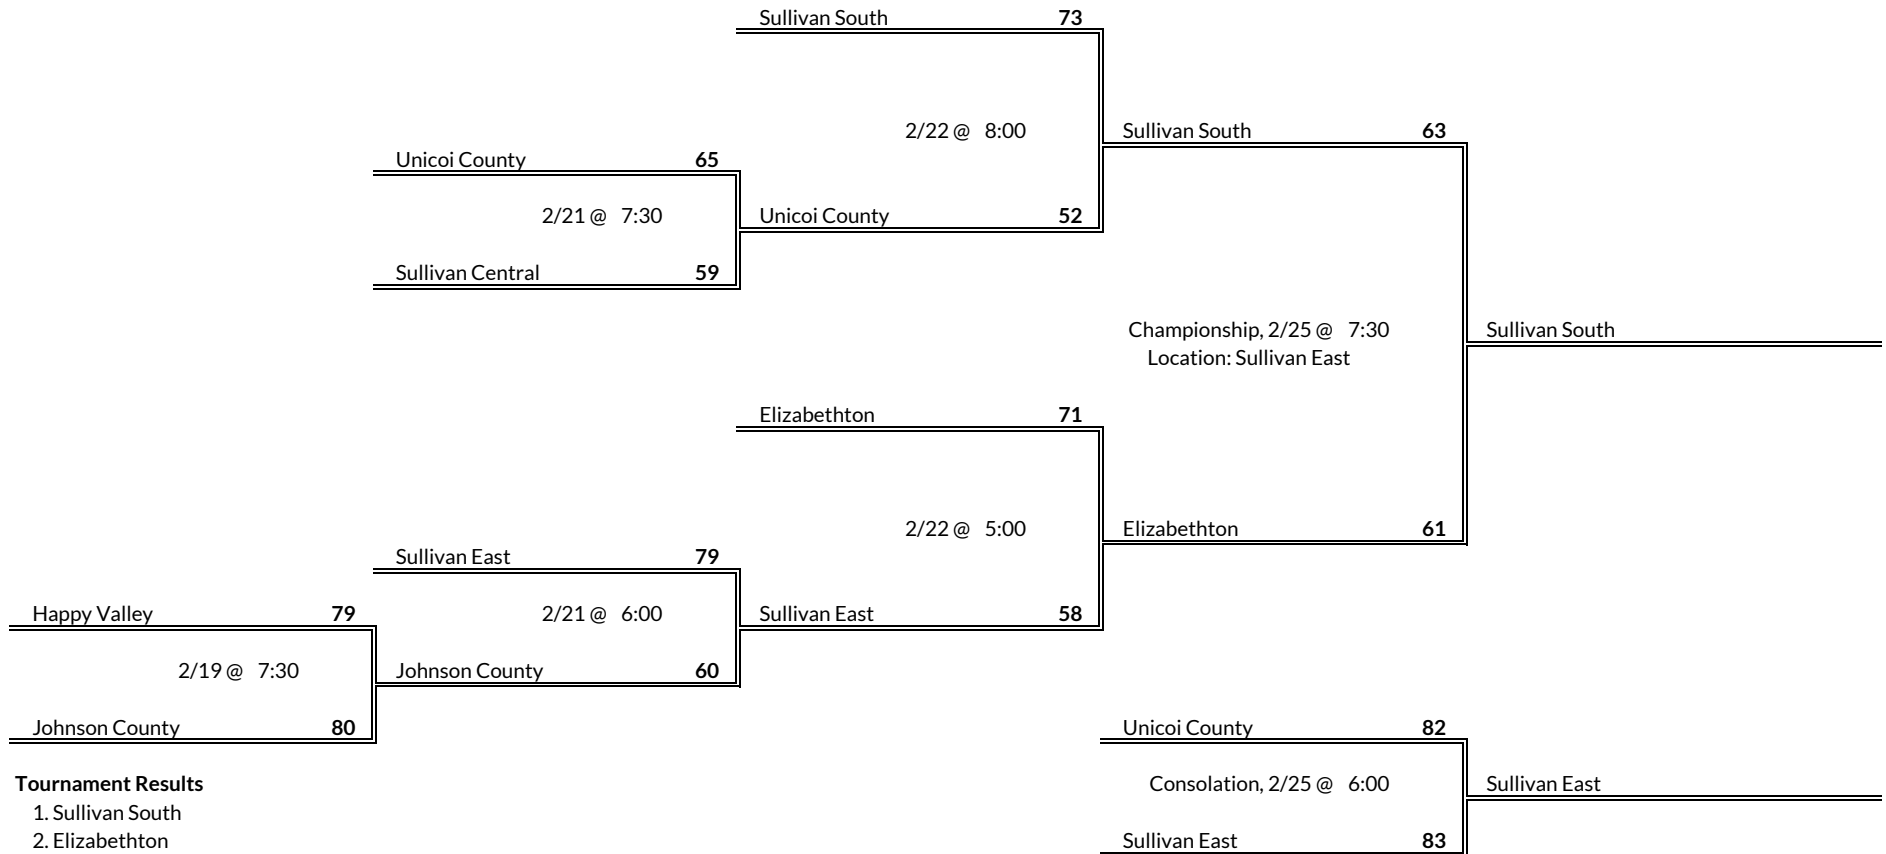 Sullivan South 73
2/22 @ 8:00
Sullivan South 63
Unicoi County 65
2/21 @ 7:30
Unicoi County 52
Sullivan Central 59
Championship, 2/25 @ 7:30
Sullivan South
Location: Sullivan East
Elizabethton 71
2/22 @ 5:00
Elizabethton 61
Sullivan East 79
Happy Valley 79
2/21 @ 6:00
Sullivan East 58
2/19 @ 7:30
Johnson County 60
Johnson County 80
Unicoi County 82
Tournament Results
Consolation, 2/25 @ 6:00
Sullivan East
1. Sullivan South
2. Elizabethton
Sullivan East 83